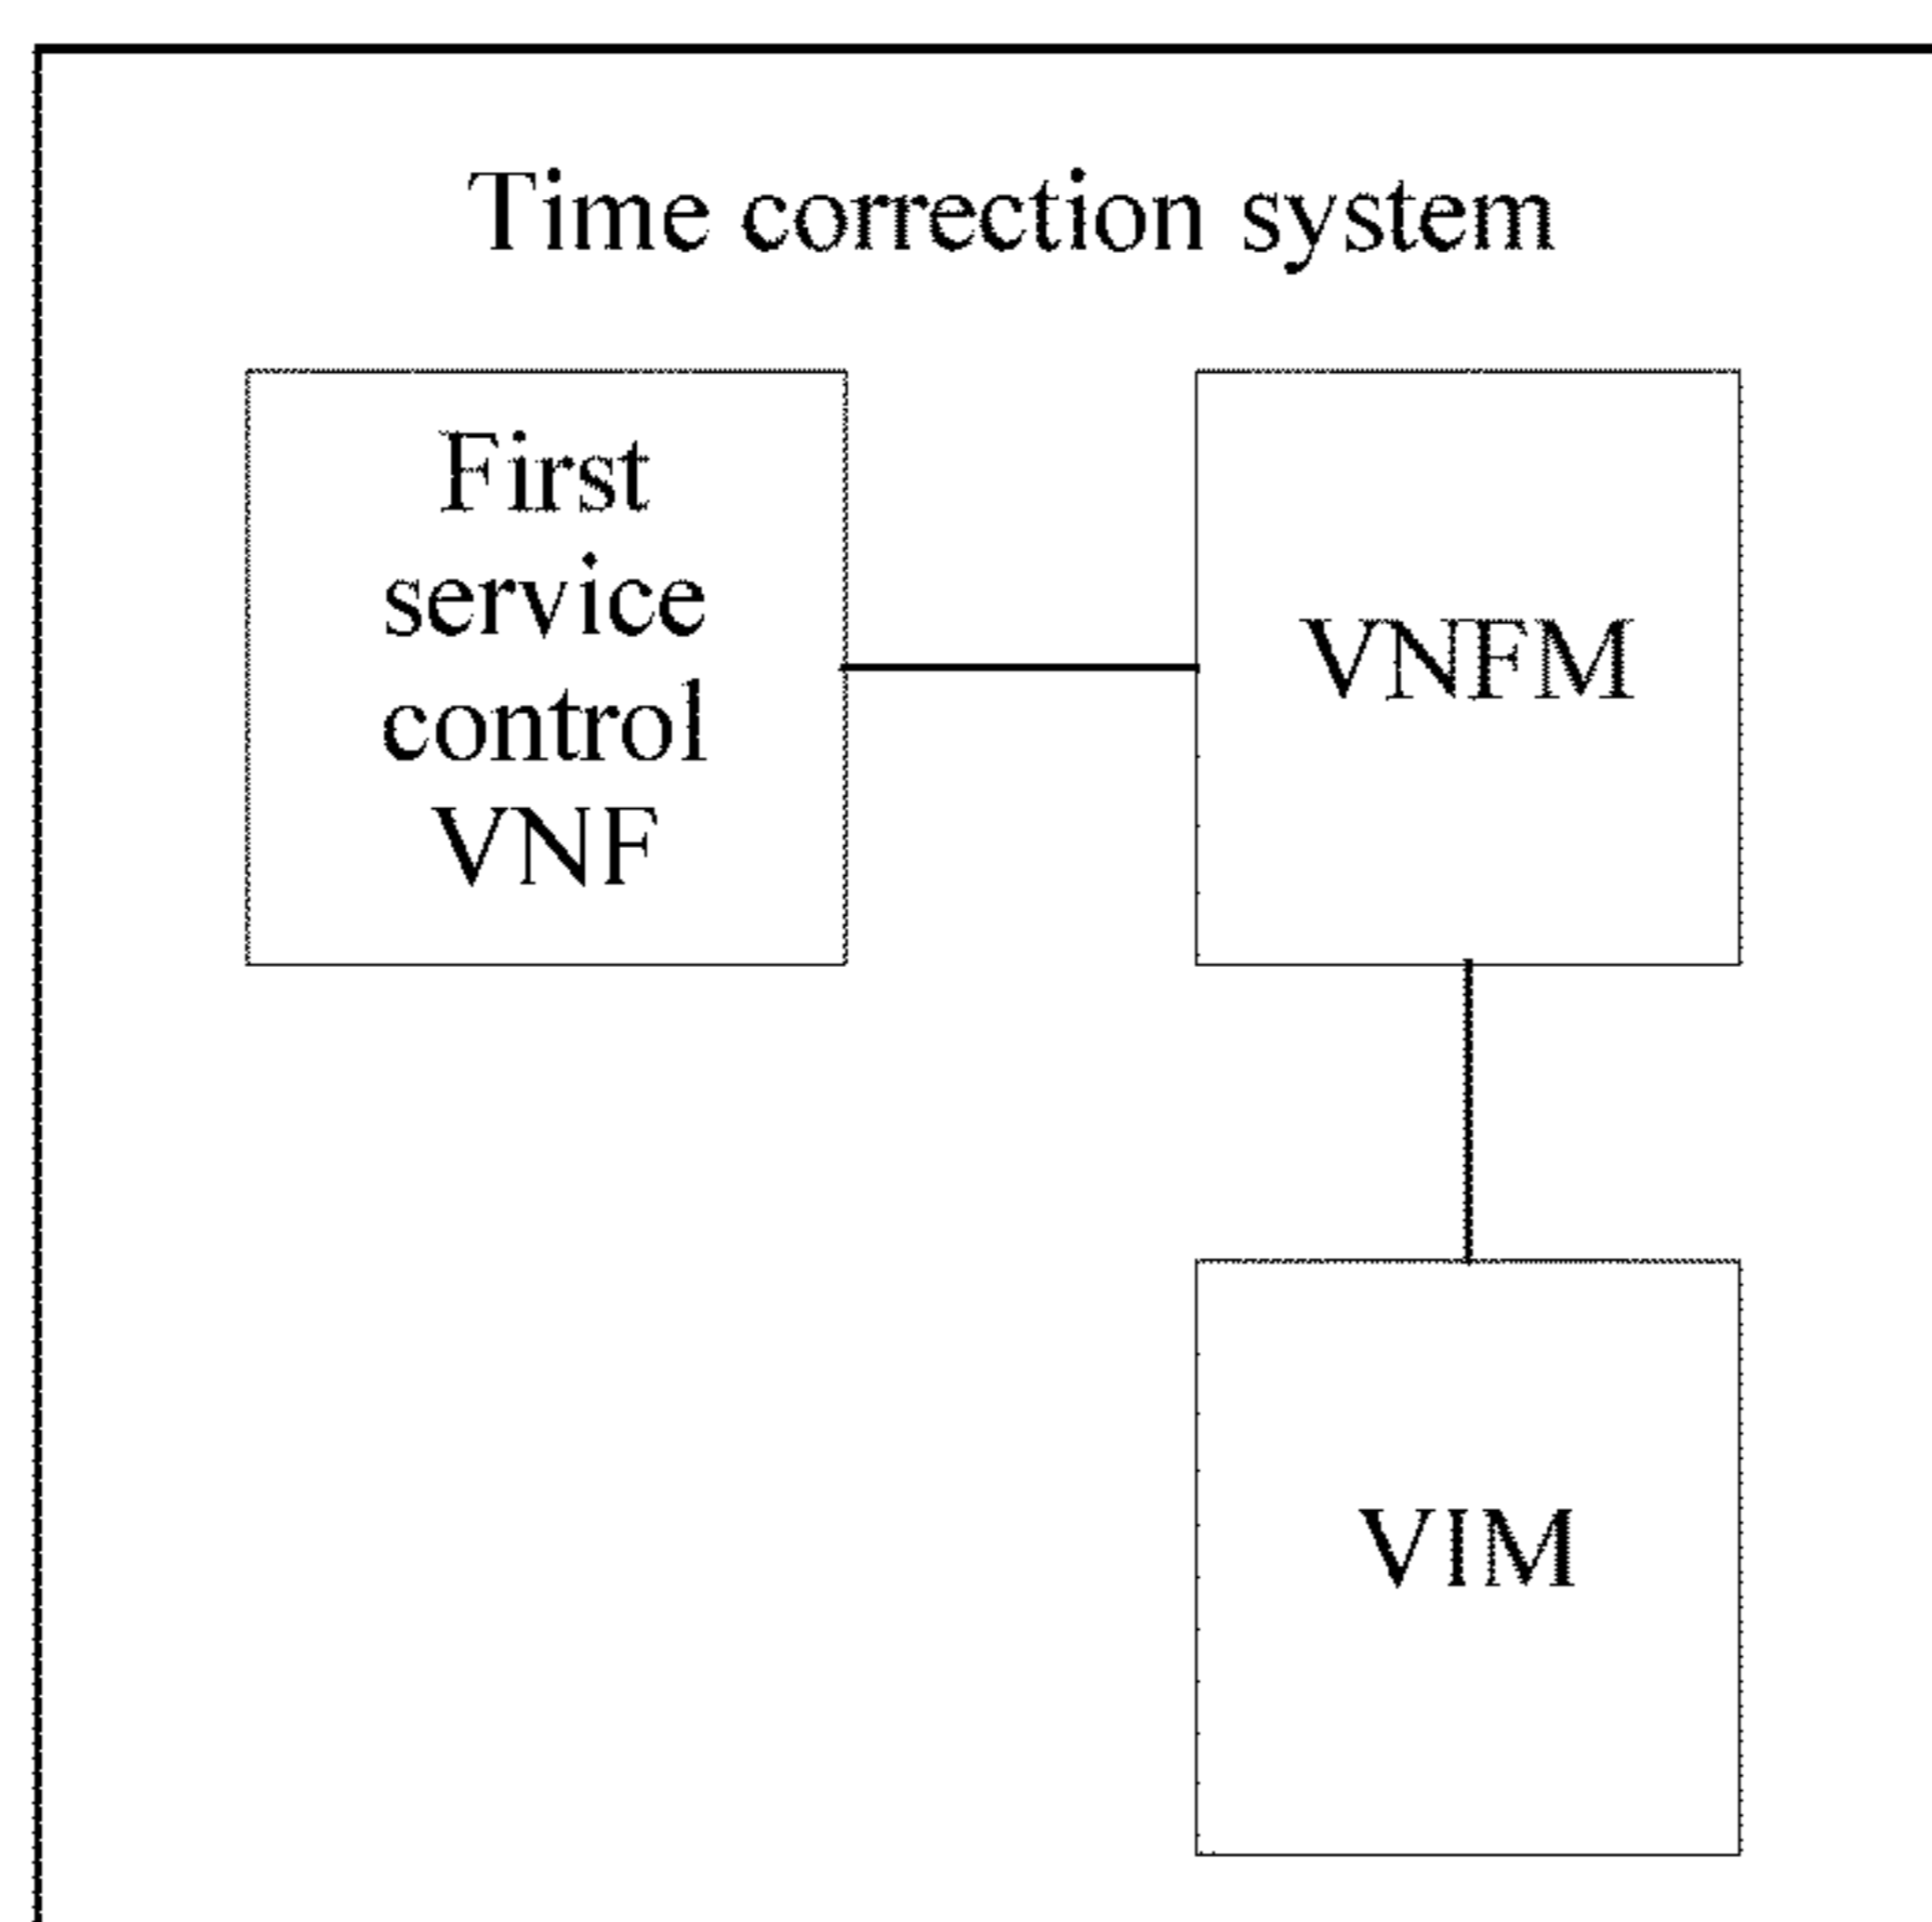 Time correction system
First
service
control
VNF
VNFM
VIM